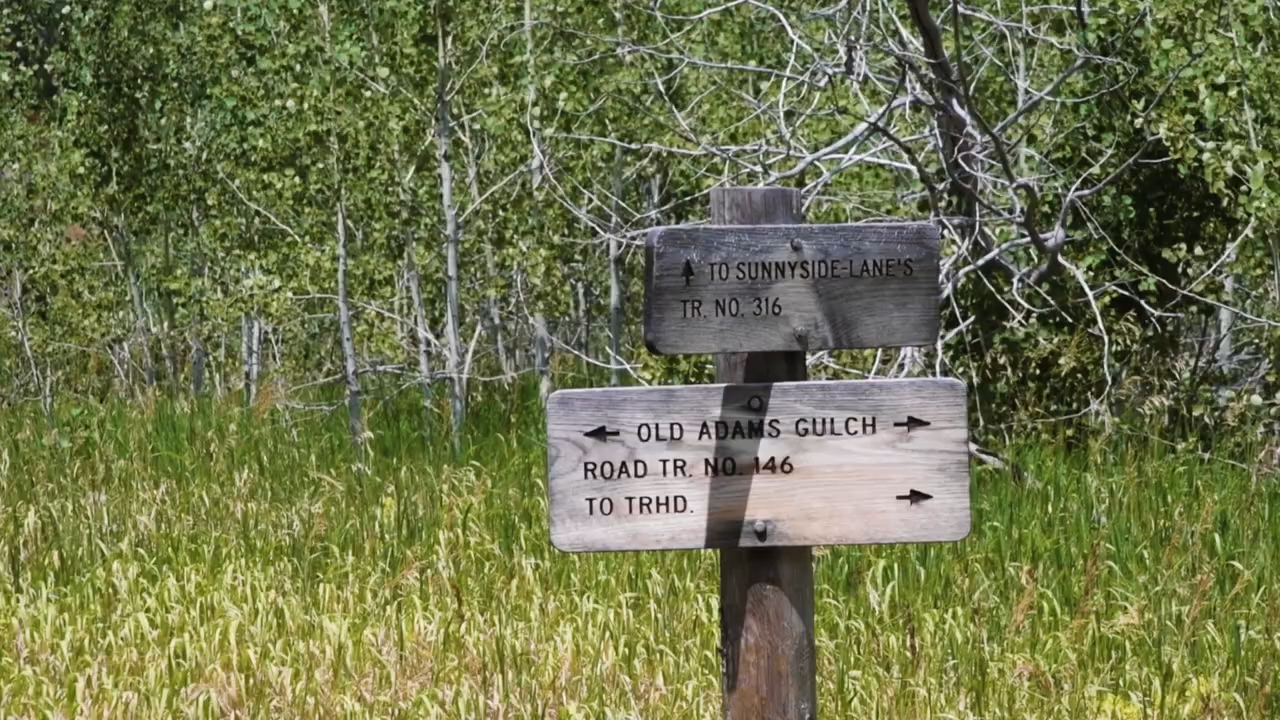 ↑ TO SUNNYSIDE-LANE'S
TR. NO. 316
← OLD ADAMS GULCH →
ROAD TR. NO. 146
TO TRHD. →